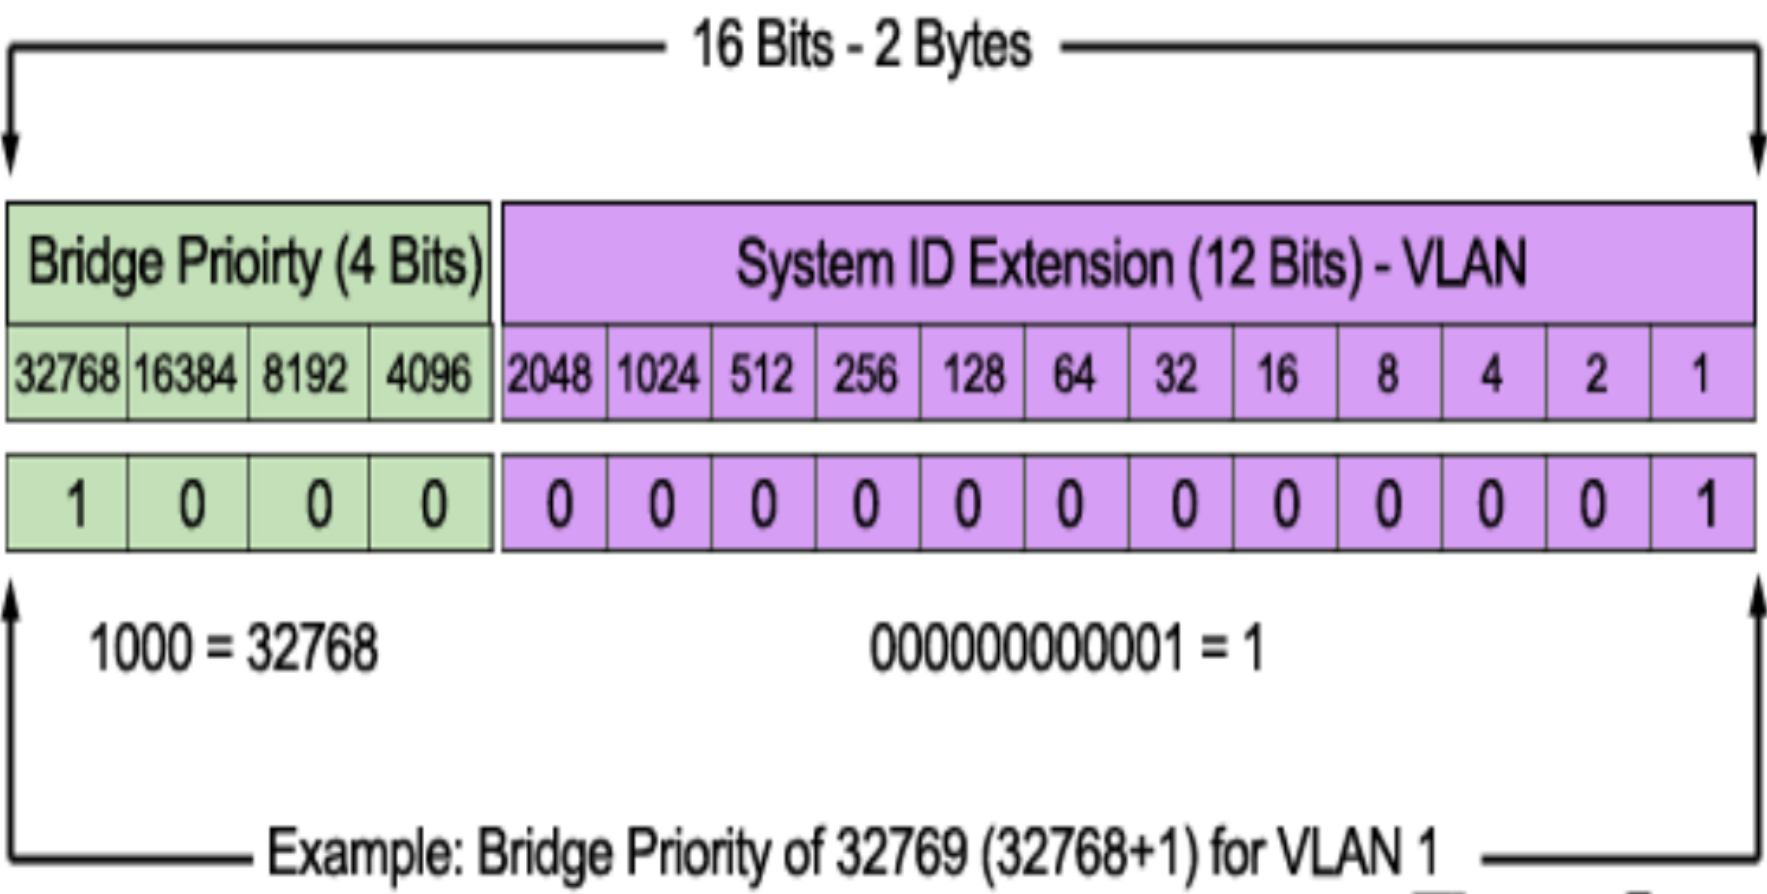 16 Bits - 2 Bytes
Bridge Prioirty (4 Bits) System ID Extension (12 Bits) - VLAN
32768 16384 8192 4096 2048 1024 512 256 128 64 32 16 8 4 2 1
1 0 0 0 0 0 0 0 0 0 0 0 0 0 0 1
1000 = 32768 000000000001 = 1
Example: Bridge Priority of 32769 (32768+1) for VLAN 1